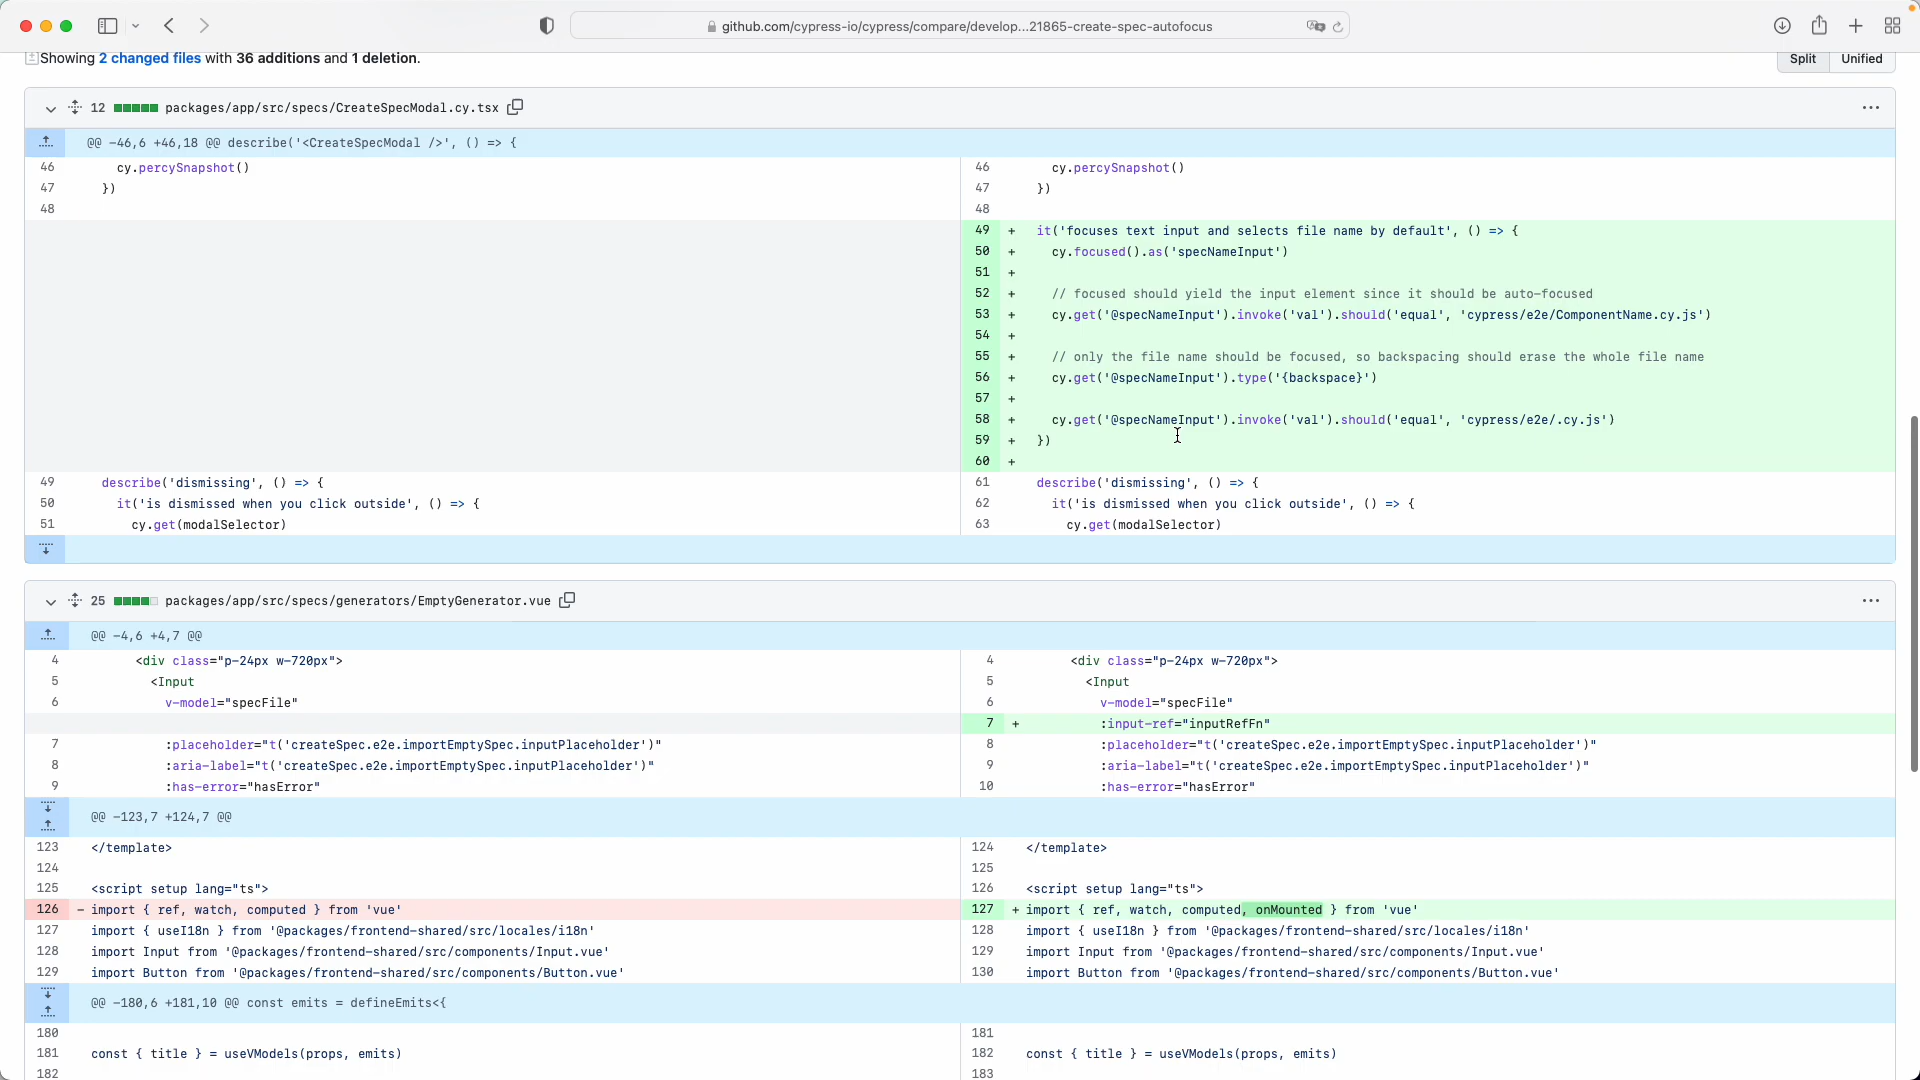 github.com/cypress-io/cypress/compare/develop...21865-create-spec-autofocus
Showing 2 changed files with 36 additions and 1 deletion.
Split Unified
12 packages/app/src/specs/CreateSpecModal.cy.tsx
@@ -46,6 +46,18 @@ describe('<CreateSpecModal />', () => {
46 cy.percySnapshot() 46 cy.percySnapshot()
47 }) 47 })
48 48
49 + it('focuses text input and selects file name by default', () => {
50 + cy.focused().as('specNameInput')
51 +
52 + // focused should yield the input element since it should be auto-focused
53 + cy.get('@specNameInput').invoke('val').should('equal', 'cypress/e2e/ComponentName.cy.js')
54 +
55 + // only the file name should be focused, so backspacing should erase the whole file name
56 + cy.get('@specNameInput').type('{backspace}')
57 +
58 + cy.get('@specNameInput').invoke('val').should('equal', 'cypress/e2e/.cy.js')
59 + })
60 +
49 describe('dismissing', () => { 61 describe('dismissing', () => {
50 it('is dismissed when you click outside', () => { 62 it('is dismissed when you click outside', () => {
51 cy.get(modalSelector) 63 cy.get(modalSelector)
25 packages/app/src/specs/generators/EmptyGenerator.vue
@@ -4,6 +4,7 @@
4 <div class="p-24px w-720px"> 4 <div class="p-24px w-720px">
5 <Input 5 <Input
6 v-model="specFile" 6 v-model="specFile"
7 + :input-ref="inputRefFn"
7 :placeholder="t('createSpec.e2e.importEmptySpec.inputPlaceholder')" 8 :placeholder="t('createSpec.e2e.importEmptySpec.inputPlaceholder')"
8 :aria-label="t('createSpec.e2e.importEmptySpec.inputPlaceholder')" 9 :aria-label="t('createSpec.e2e.importEmptySpec.inputPlaceholder')"
9 :has-error="hasError" 10 :has-error="hasError"
@@ -123,7 +124,7 @@
123 </template> 124 </template>
124 125
125 <script setup lang="ts"> 126 <script setup lang="ts">
126 - import { ref, watch, computed } from 'vue' 127 + import { ref, watch, computed, onMounted } from 'vue'
127 import { useI18n } from '@packages/frontend-shared/src/locales/i18n' 128 import { useI18n } from '@packages/frontend-shared/src/locales/i18n'
128 import Input from '@packages/frontend-shared/src/components/Input.vue' 129 import Input from '@packages/frontend-shared/src/components/Input.vue'
129 import Button from '@packages/frontend-shared/src/components/Button.vue' 130 import Button from '@packages/frontend-shared/src/components/Button.vue'
@@ -180,6 +181,10 @@ const emits = defineEmits<{
180 181
181 const { title } = useVModels(props, emits) 182 const { title } = useVModels(props, emits)
182 183